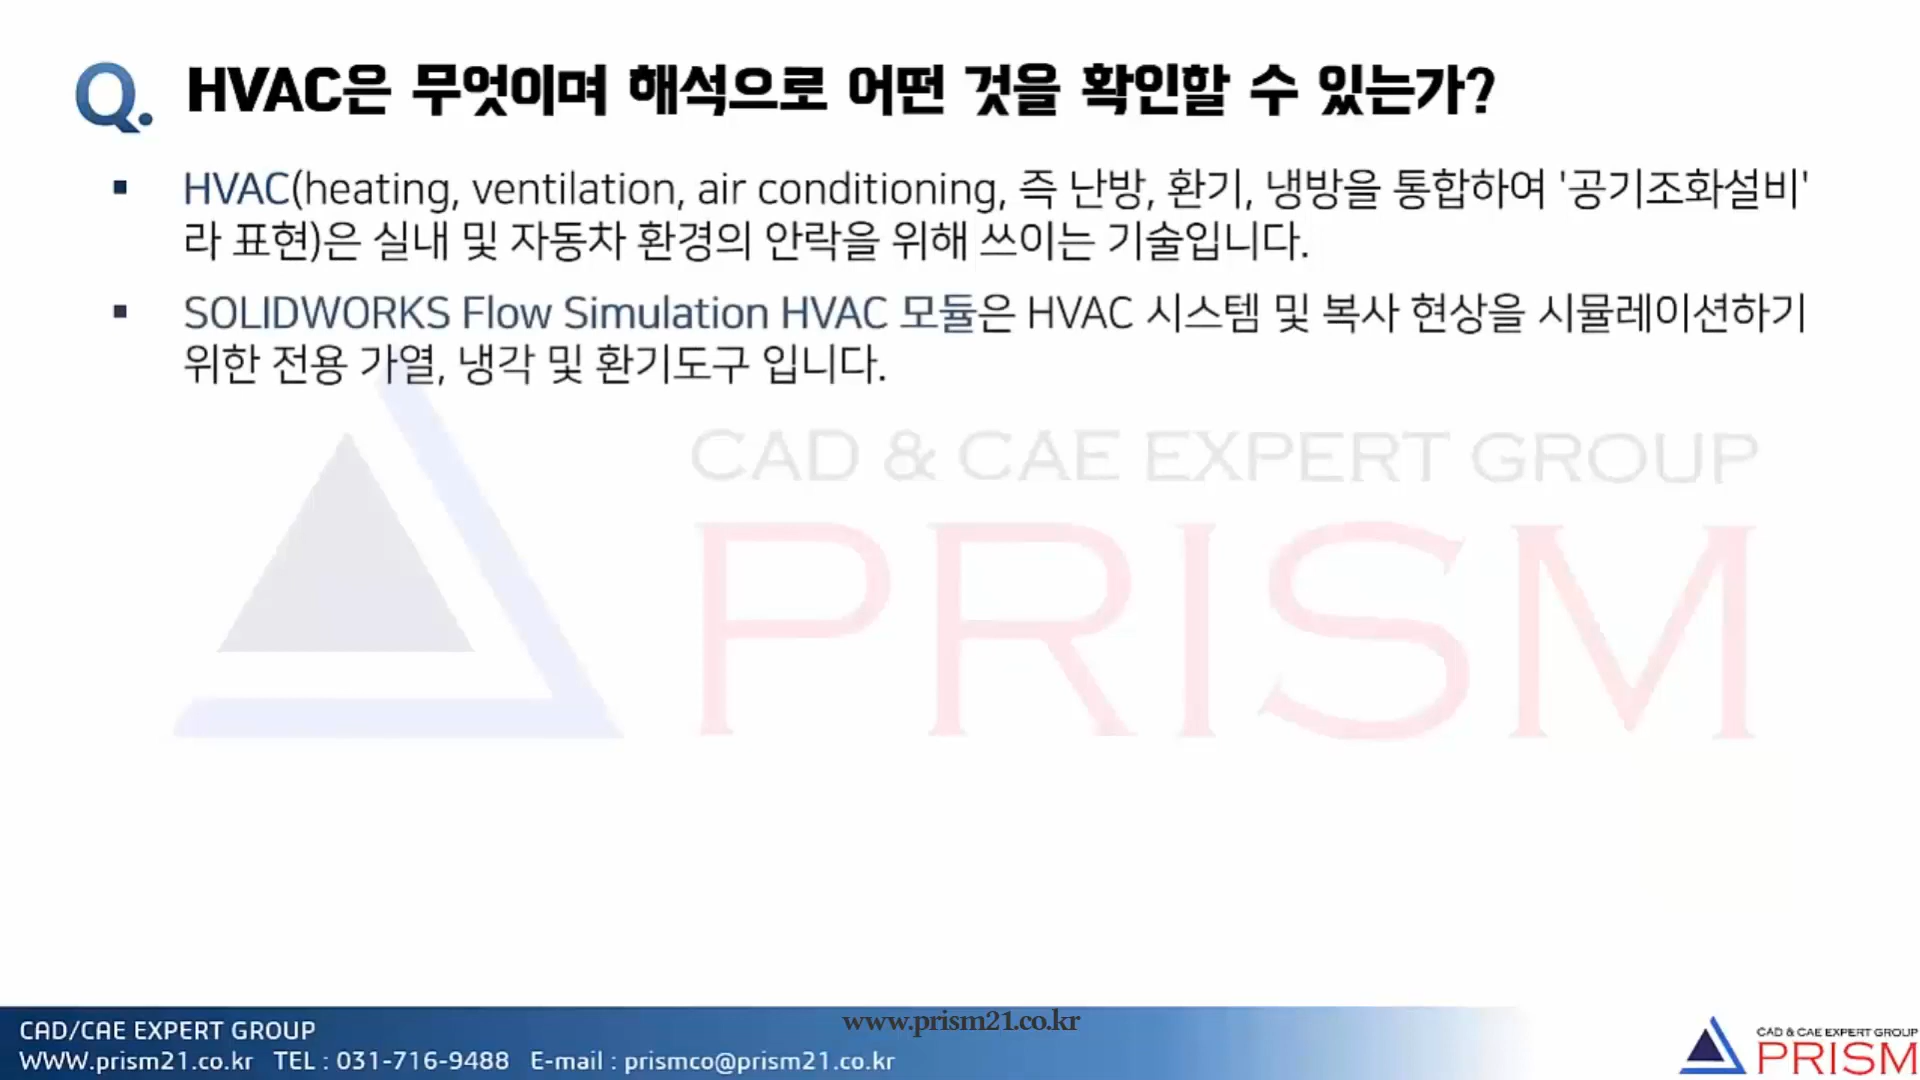 Q. HVAC은 무엇이며 해석으로 어떤 것을 확인할 수 있는가?
▪ HVAC(heating, ventilation, air conditioning, 즉 난방, 환기, 냉방을 통합하여 '공기조화설비'
라 표현)은 실내 및 자동차 환경의 안락을 위해 쓰이는 기술입니다.
▪ SOLIDWORKS Flow Simulation HVAC 모듈은 HVAC 시스템 및 복사 현상을 시뮬레이션하기
위한 전용 가열, 냉각 및 환기도구 입니다.
CAD & CAE EXPERT GROUP
PRISM
www.prism21.co.kr
CAD/CAE EXPERT GROUP
WWW.prism21.co.kr TEL : 031-716-9488 E-mail : prismco@prism21.co.kr
CAD & CAE EXPERT GROUP
PRISM